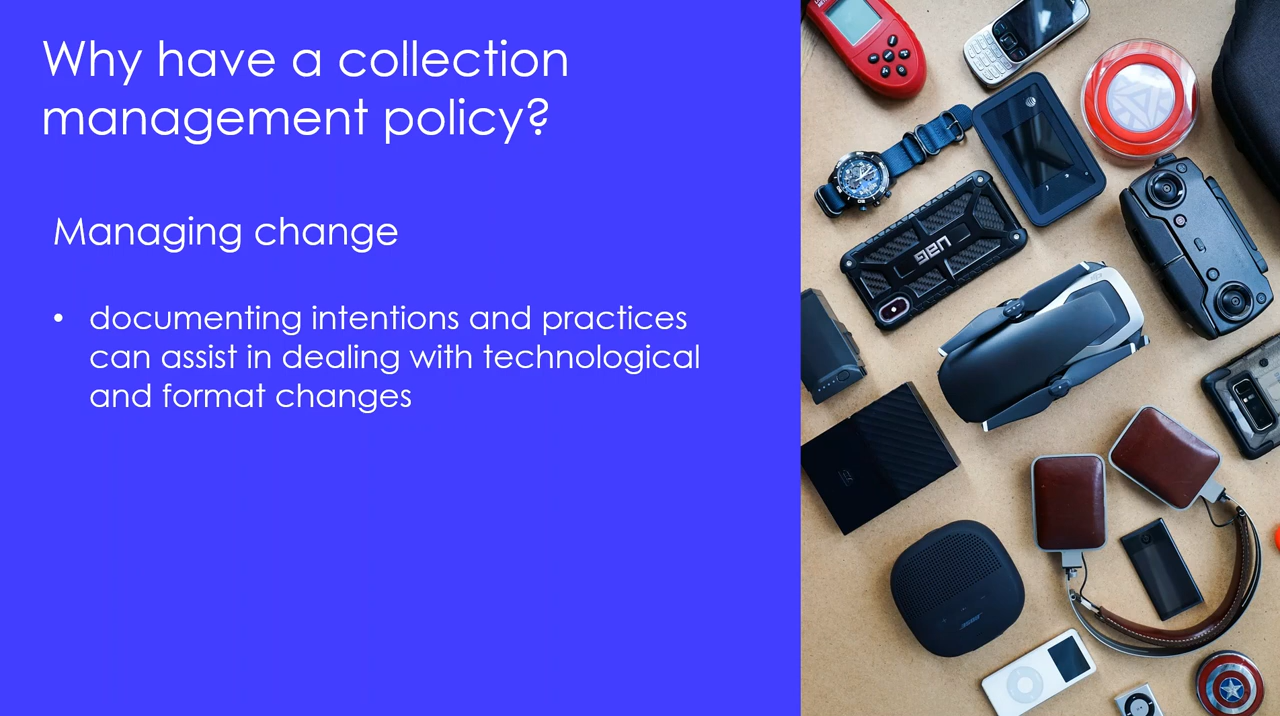 Why have a collection
management policy?
Managing change
• documenting intentions and practices
can assist in dealing with technological
and format changes
UAG
BOSE